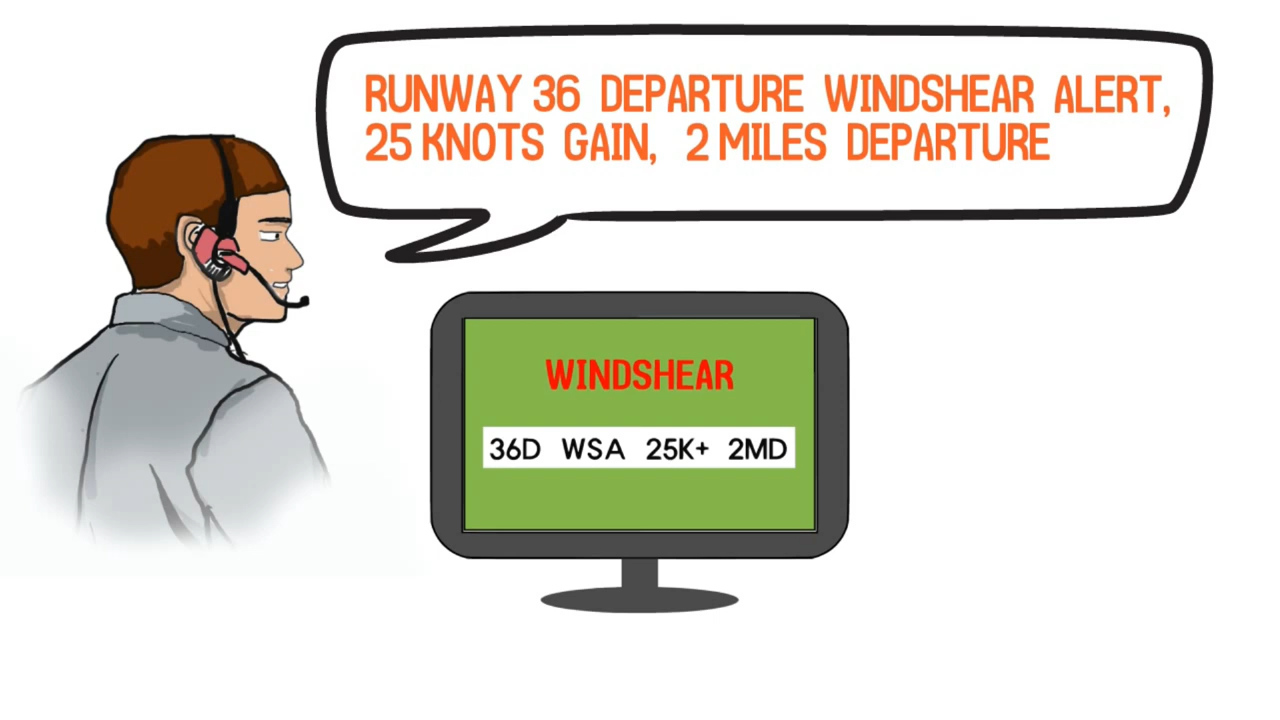 RUNWAY 36 DEPARTURE WINDSHEAR ALERT,
25 KNOTS GAIN, 2 MILES DEPARTURE
WINDSHEAR
36D WSA 25K+ 2MD